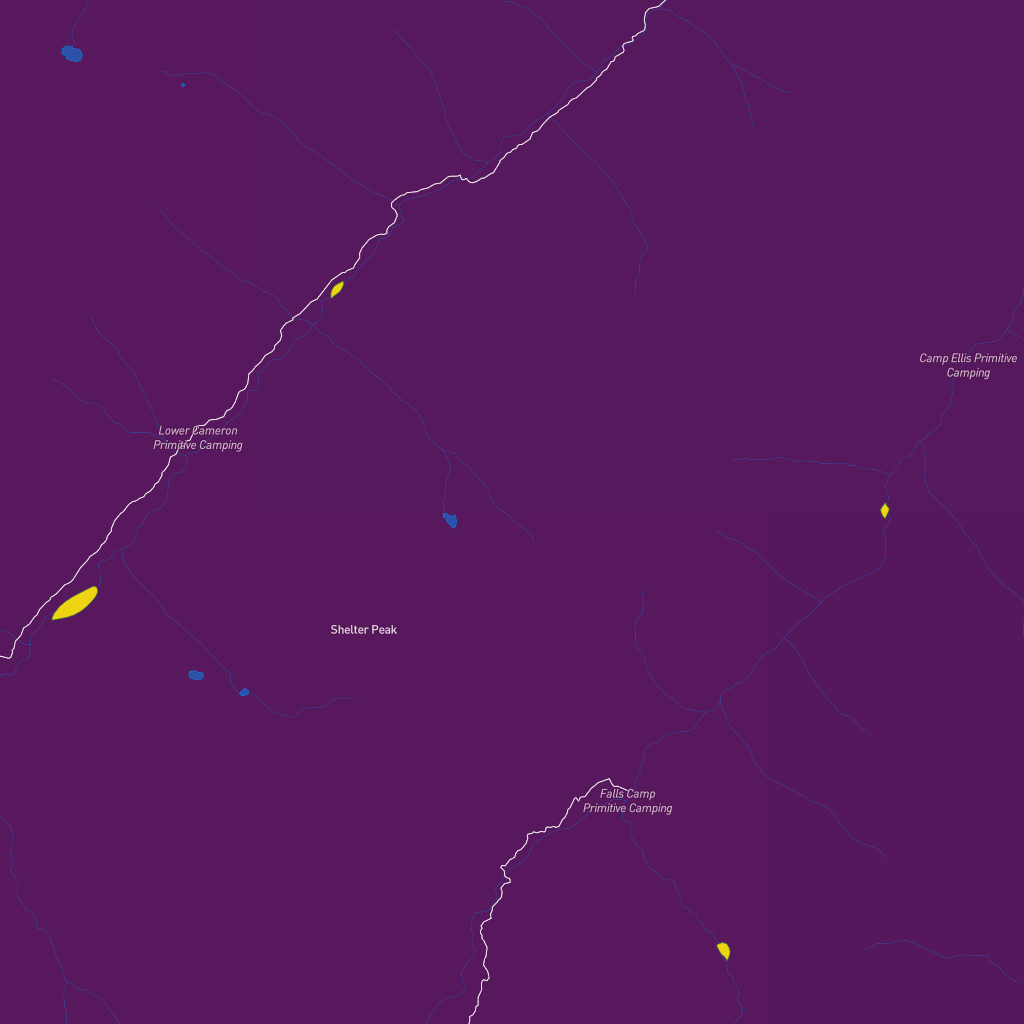 Camp Ellis Primitive
Camping
Lower Cameron
Primitive Camping
Shelter Peak
Falls Camp
Primitive Camping